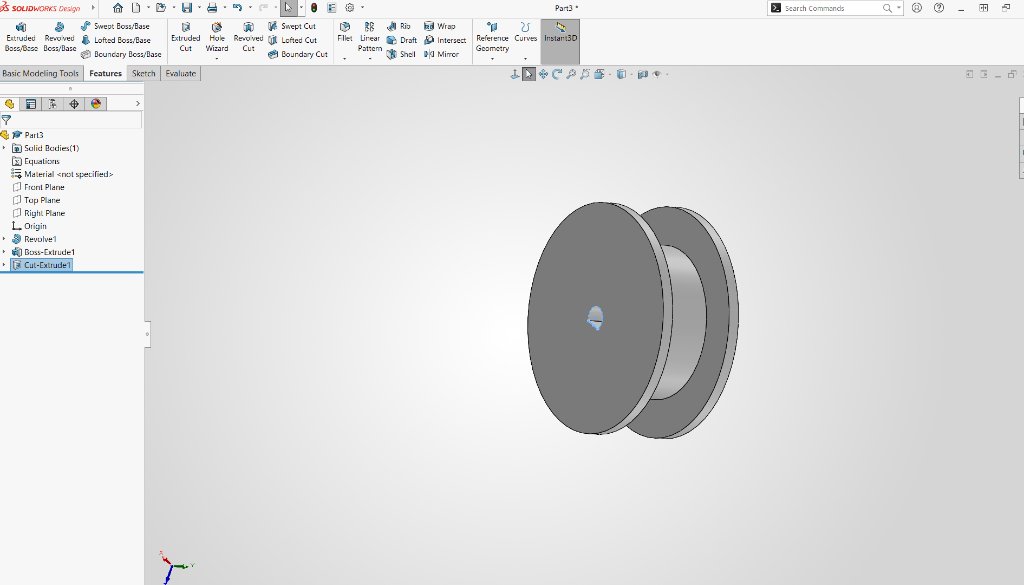 SOLIDWORKS Design
Part3 *
Search Commands
Extruded Boss/Base
Revolved Boss/Base
Swept Boss/Base
Lofted Boss/Base
Boundary Boss/Base
Extruded Cut
Hole Wizard
Revolved Cut
Swept Cut
Lofted Cut
Boundary Cut
Fillet
Linear Pattern
Rib
Draft
Shell
Wrap
Intersect
Mirror
Reference Geometry
Curves
Instant3D
Basic Modeling Tools
Features
Sketch
Evaluate
Part3
Solid Bodies(1)
Equations
Material <not specified>
Front Plane
Top Plane
Right Plane
Origin
Revolve1
Boss-Extrude1
Cut-Extrude1